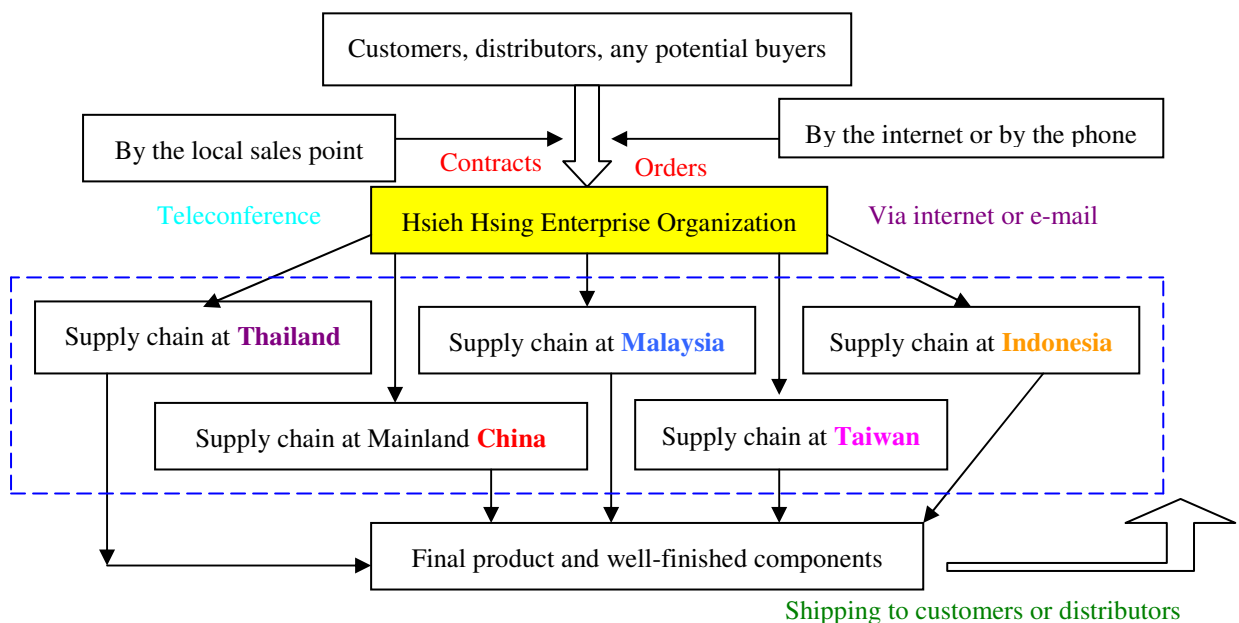 Customers, distributors, any potential buyers
By the local sales point
By the internet or by the phone
Contracts
Orders
Teleconference
Hsieh Hsing Enterprise Organization
Via internet or e-mail
Supply chain at Thailand
Supply chain at Malaysia
Supply chain at Indonesia
Supply chain at Mainland China
Supply chain at Taiwan
Final product and well-finished components
Shipping to customers or distributors